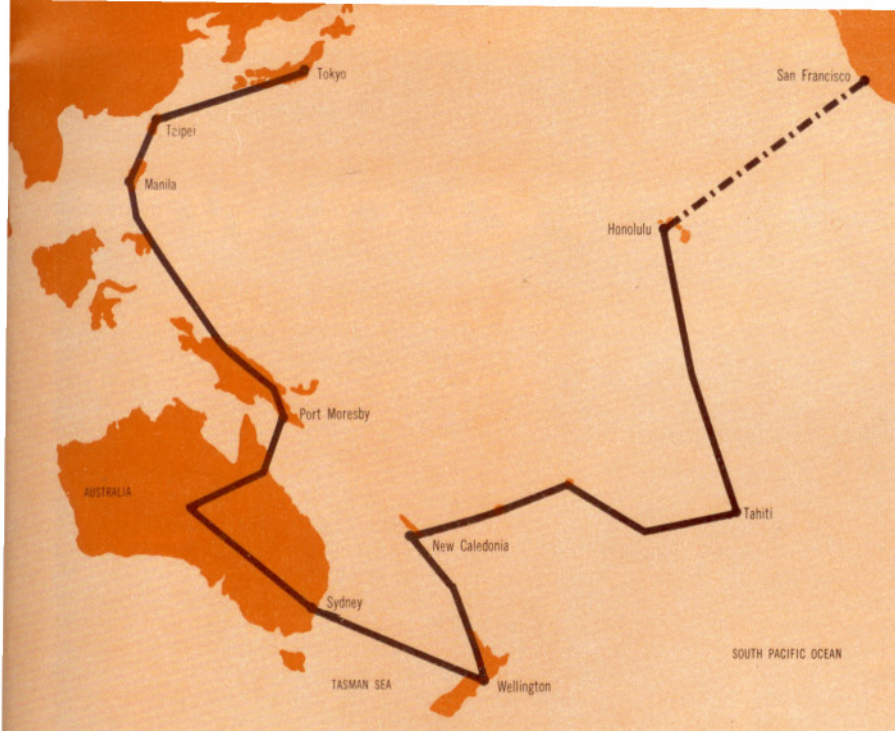 Tokyo
San Francisco
Taipei
Manila
Honolulu
Port Moresby
AUSTRALIA
Tahiti
New Caledonia
Sydney
SOUTH PACIFIC OCEAN
TASMAN SEA
Wellington